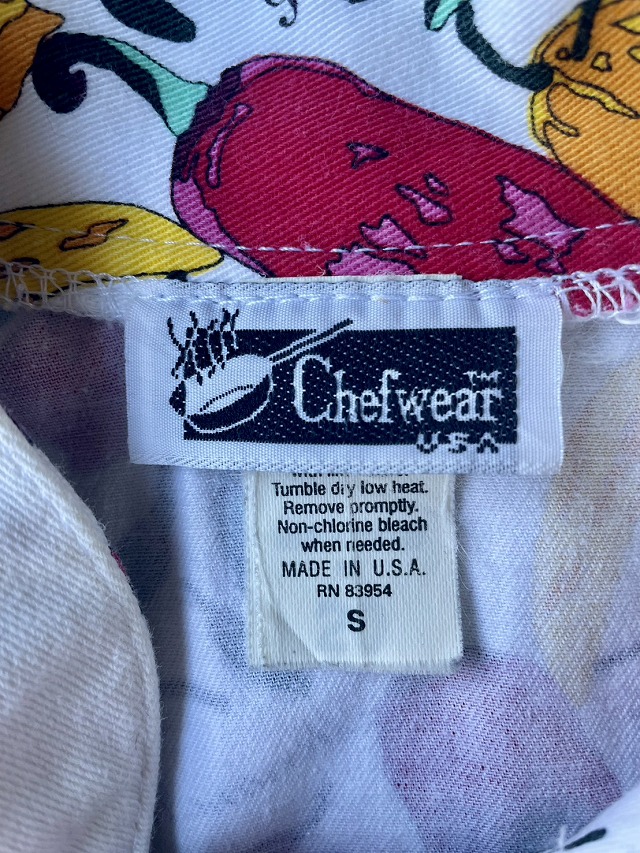 Chefwear™
USA
Tumble dry low heat.
Remove promptly.
Non-chlorine bleach
when needed.
MADE IN U.S.A.
RN 83954
S